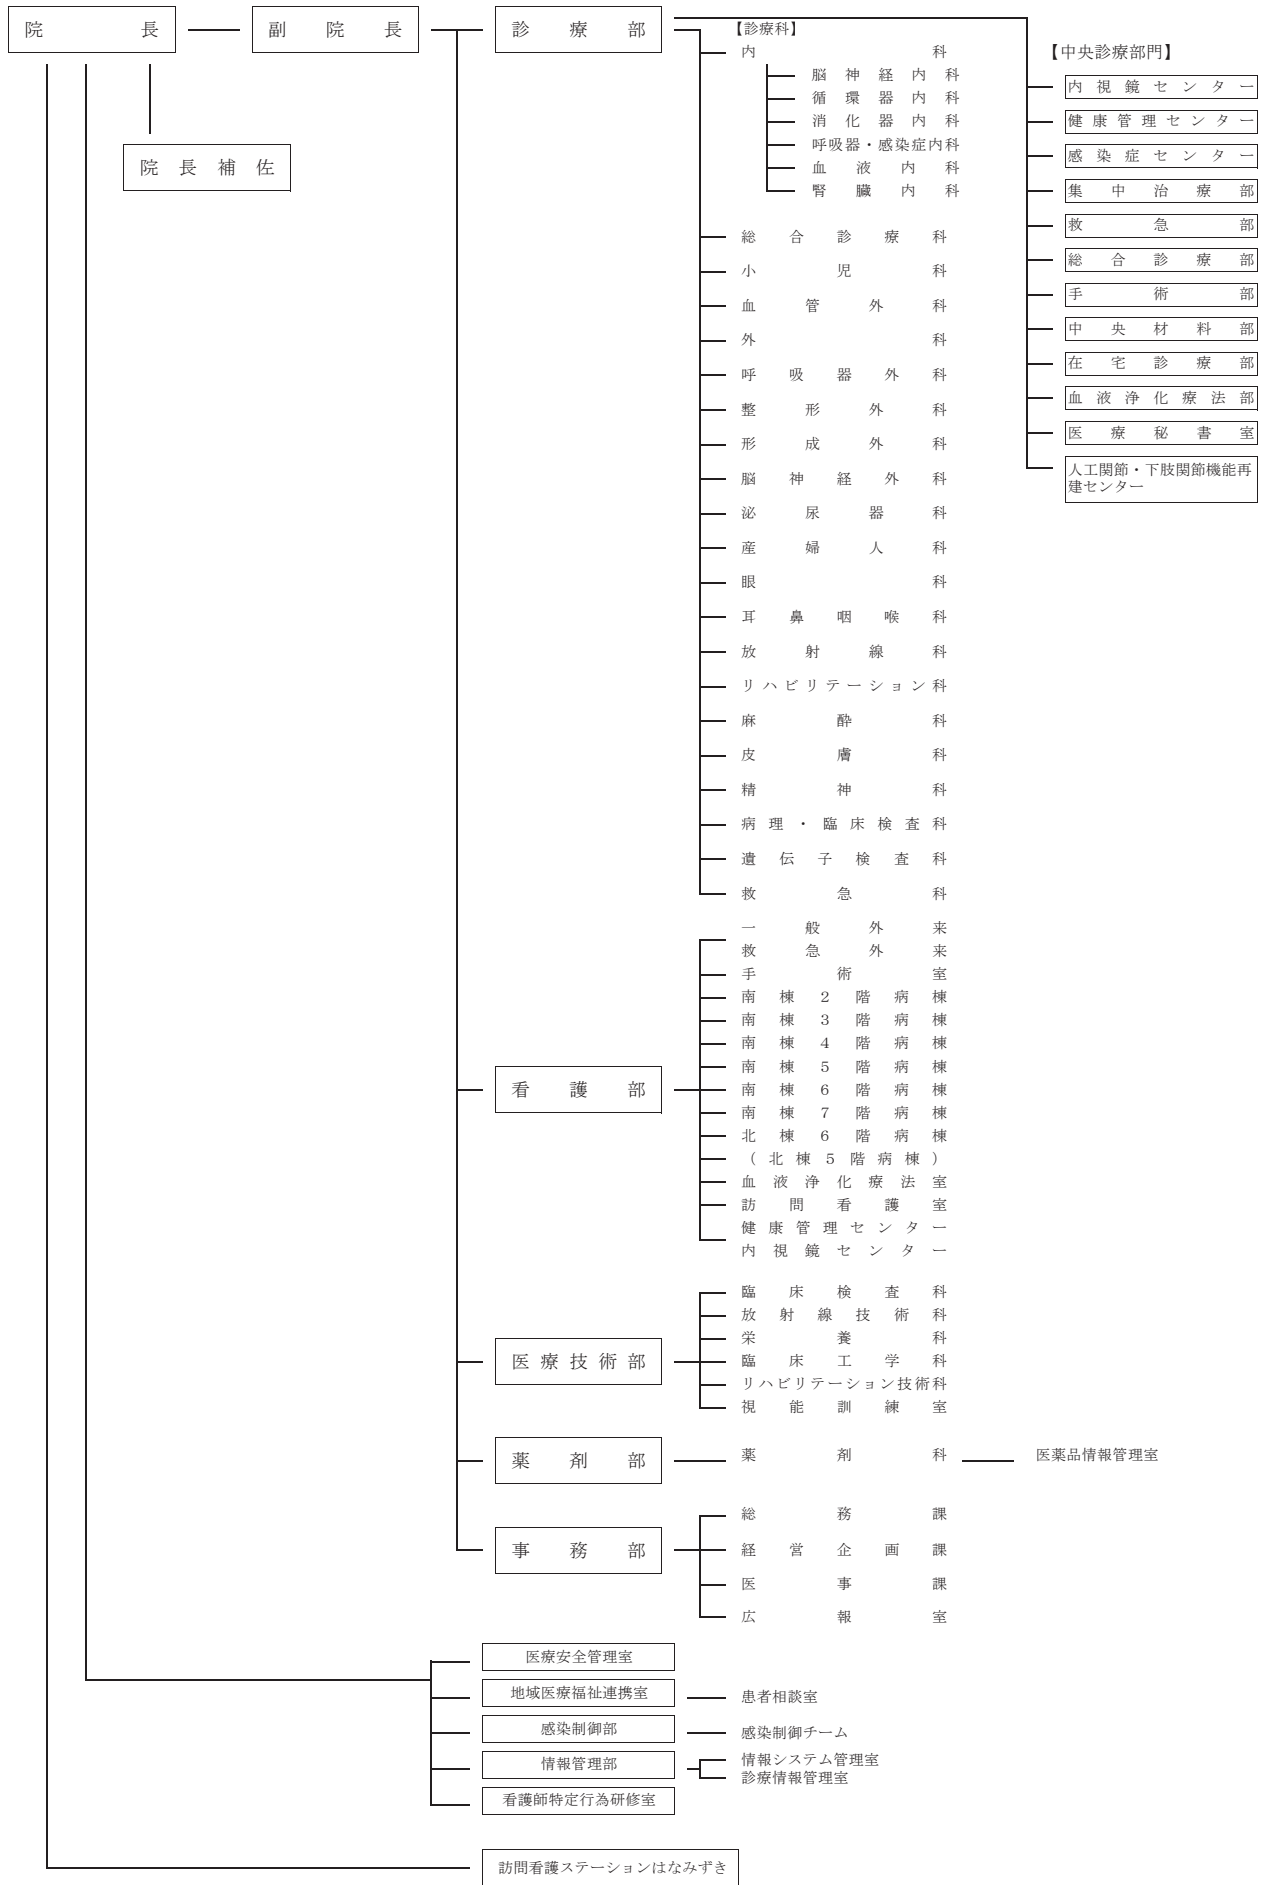 院長
副院長
診療部
院長補佐
【診療科】
内科
脳神経内科
循環器内科
消化器内科
呼吸器・感染症内科
血液内科
腎臓内科
総合診療科
小児科
血管外科
外科
呼吸器外科
整形外科
形成外科
脳神経外科
泌尿器科
産婦人科
眼科
耳鼻咽喉科
放射線科
リハビリテーション科
麻酔科
皮膚科
精神科
病理・臨床検査科
遺伝子検査科
救急科
【中央診療部門】
内視鏡センター
健康管理センター
感染症センター
集中治療部
救急部
総合診療部
手術部
中央材料部
在宅診療部
血液浄化療法部
医療秘書室
人工関節・下肢関節機能再
建センター
看護部
一般外来
救急外来
手術室
南棟2階病棟
南棟3階病棟
南棟4階病棟
南棟5階病棟
南棟6階病棟
南棟7階病棟
北棟6階病棟
（北棟5階病棟）
血液浄化療法室
訪問看護室
健康管理センター
内視鏡センター
医療技術部
臨床検査科
放射線技術科
栄養科
臨床工学科
リハビリテーション技術科
視能訓練室
薬剤部
薬剤科
医薬品情報管理室
事務部
総務課
経営企画課
医事課
広報室
医療安全管理室
地域医療福祉連携室
患者相談室
感染制御部
感染制御チーム
情報管理部
情報システム管理室
診療情報管理室
看護師特定行為研修室
訪問看護ステーションはなみずき